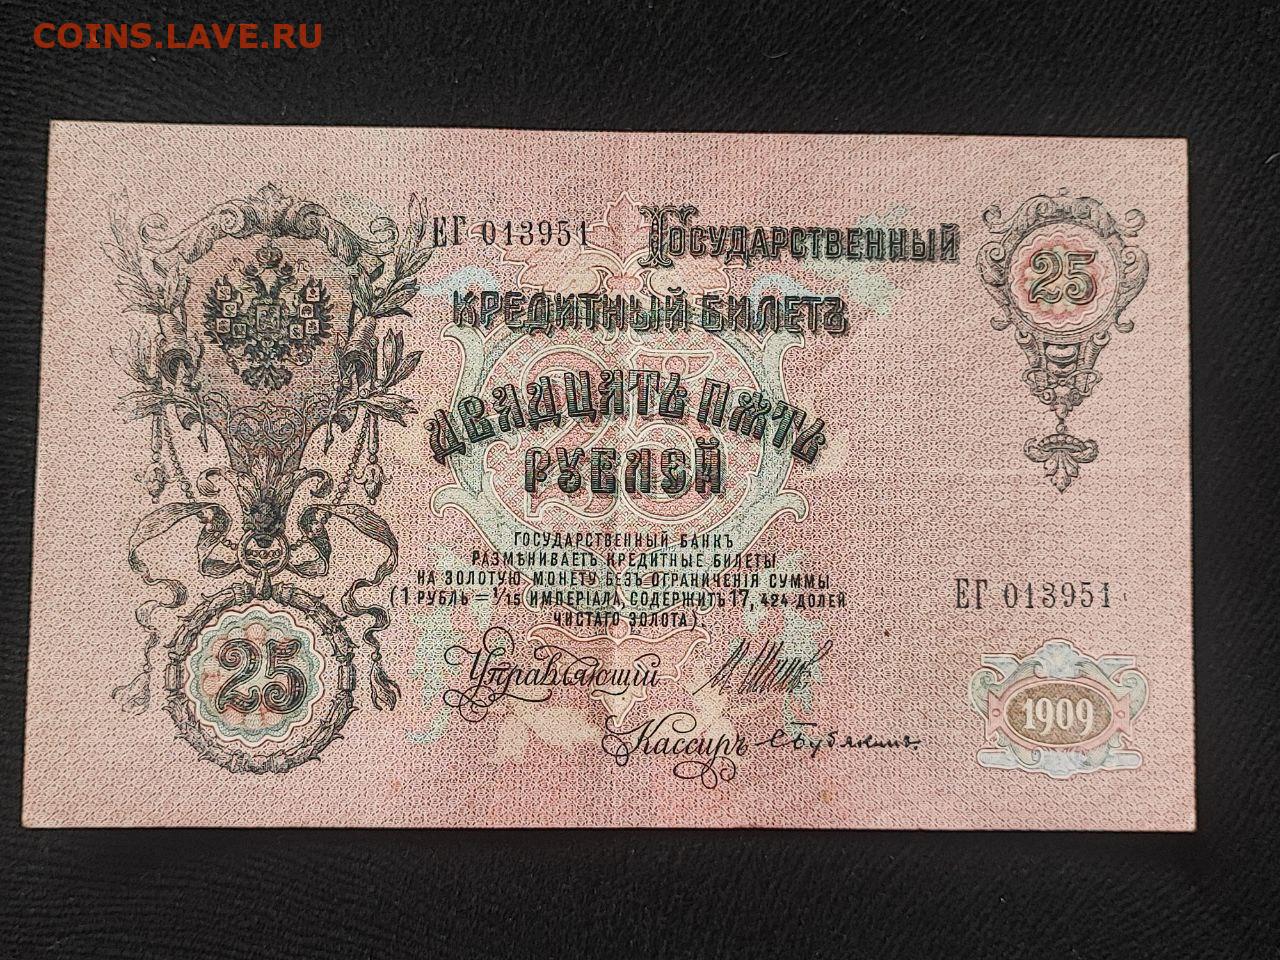 COINS.LAVE.RU
ЕГ 013951
Государственный
25
Кредитный Билетъ
25
Двадцать пять
рублей
Государственный Банкъ
размѣниваетъ кредитные билеты
на золотую монету безъ ограниченія суммы
(1 рубль = 1/15 имперіала, содержитъ 17,424 долей
чистаго золота).
ЕГ 013951
25
Управляющій
Кассиръ
1909